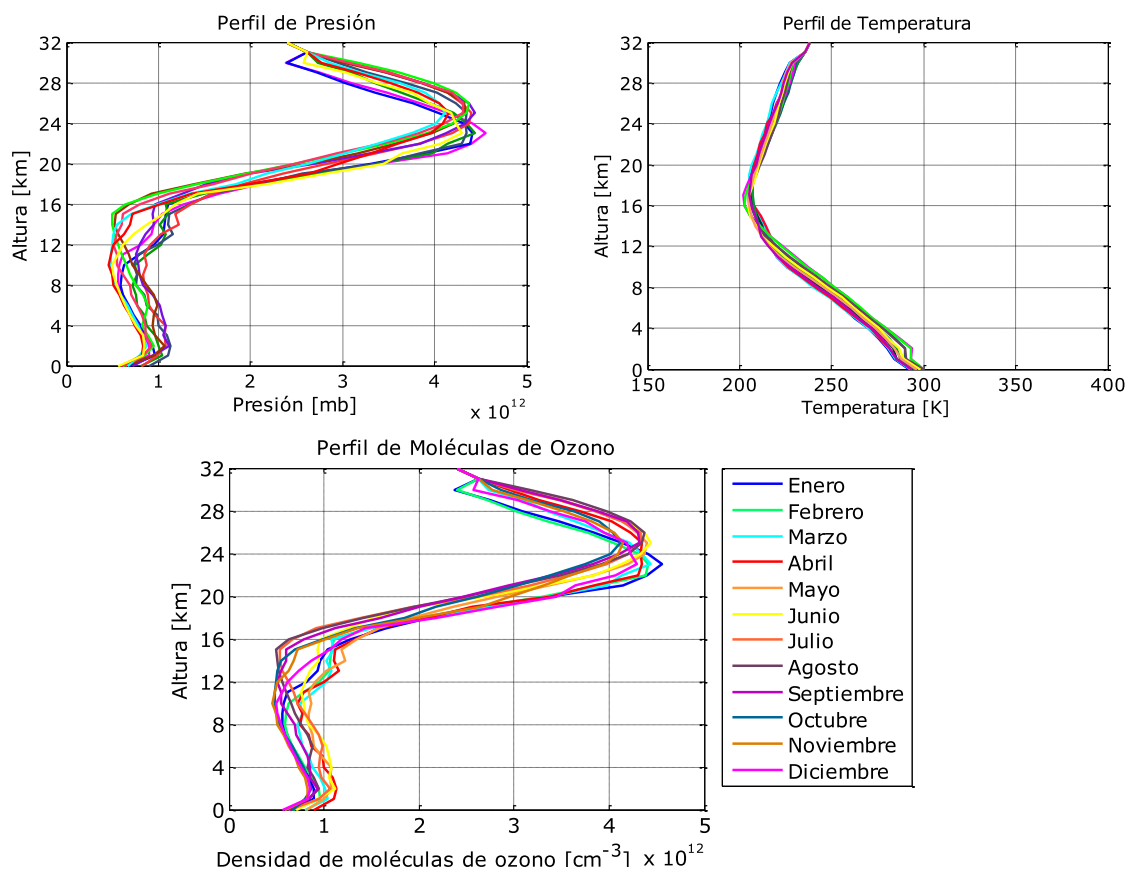 Perfil de Presión
Altura [km]
32
28
24
20
16
12
8
4
0
0 1 2 3 4 5
Presión [mb]
x 10^12
Perfil de Temperatura
Altura [km]
32
28
24
20
16
12
8
4
0
150 200 250 300 350 400
Temperatura [K]
Perfil de Moléculas de Ozono
Altura [km]
32
28
24
20
16
12
8
4
0
0 1 2 3 4 5
Densidad de moléculas de ozono [cm^-3] x 10^12
Enero
Febrero
Marzo
Abril
Mayo
Junio
Julio
Agosto
Septiembre
Octubre
Noviembre
Diciembre